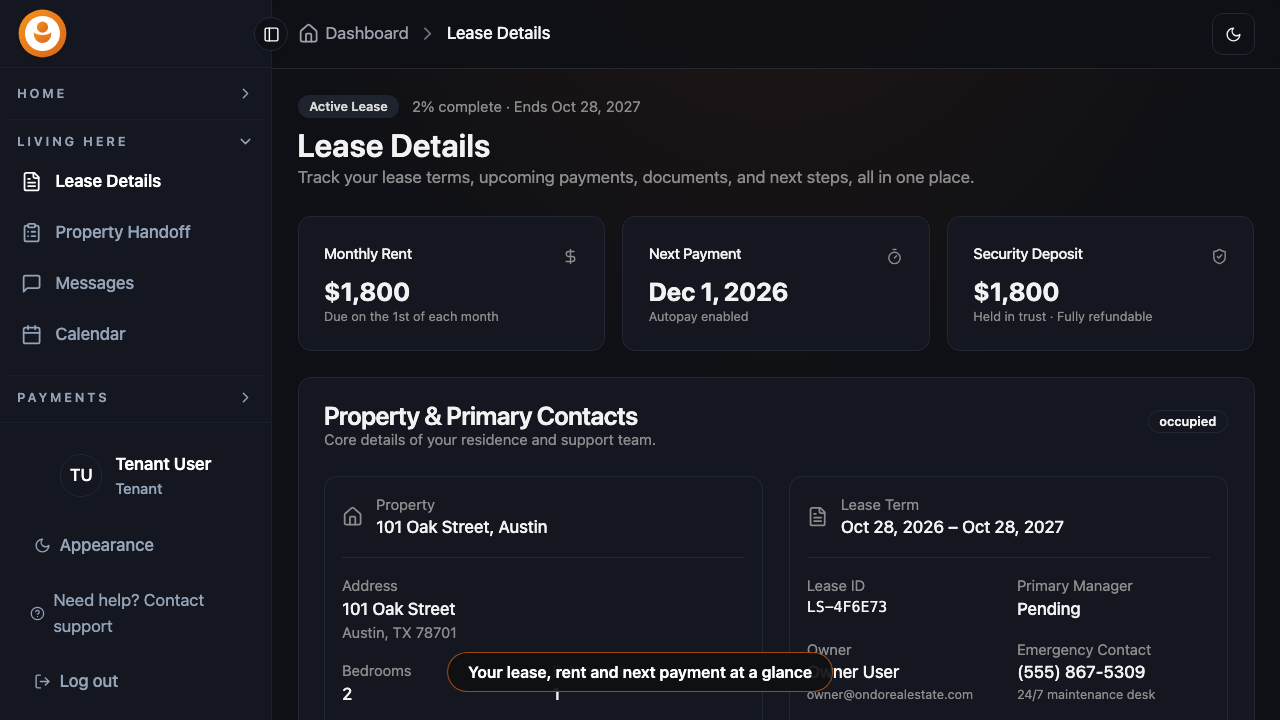 Dashboard
Lease Details
HOME
LIVING HERE
Lease Details
Property Handoff
Messages
Calendar
PAYMENTS
TU
Tenant User
Tenant
Appearance
Need help? Contact
support
Log out
Active Lease
2% complete · Ends Oct 28, 2027
Lease Details
Track your lease terms, upcoming payments, documents, and next steps, all in one place.
Monthly Rent
$1,800
Due on the 1st of each month
Next Payment
Dec 1, 2026
Autopay enabled
Security Deposit
$1,800
Held in trust · Fully refundable
Property & Primary Contacts
Core details of your residence and support team.
occupied
Property
101 Oak Street, Austin
Address
101 Oak Street
Austin, TX 78701
Bedrooms
2
Lease Term
Oct 28, 2026 – Oct 28, 2027
Lease ID
LS-4F6E73
Primary Manager
Pending
Owner
User
owner@ondorealestate.com
Emergency Contact
(555) 867-5309
24/7 maintenance desk
Your lease, rent and next payment at a glance